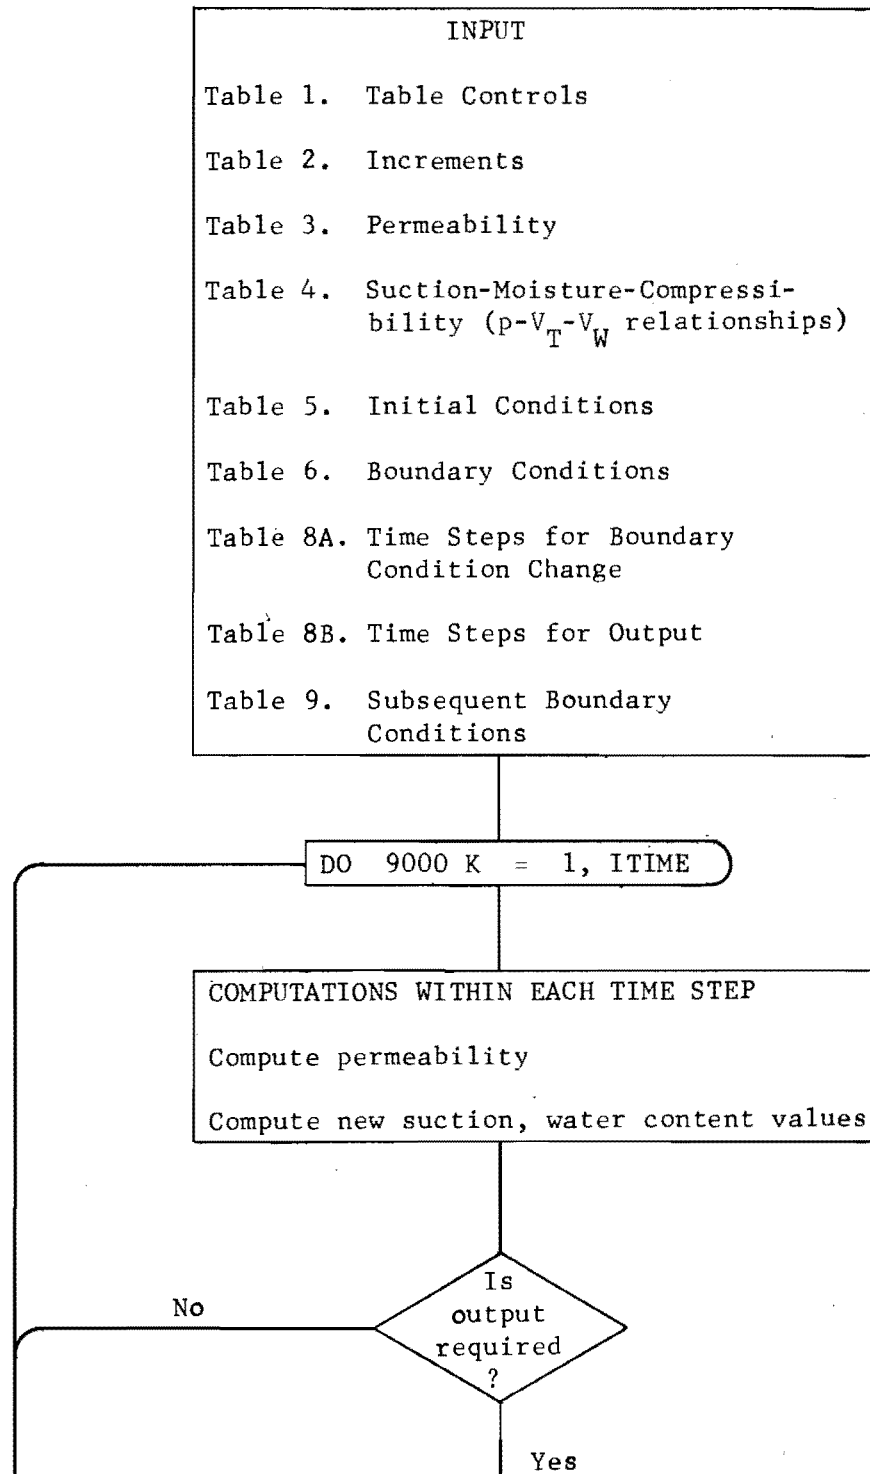 INPUT
Table 1. Table Controls
Table 2. Increments
Table 3. Permeability
Table 4. Suction-Moisture-Compressi-
bility (p-V_T-V_W relationships)
Table 5. Initial Conditions
Table 6. Boundary Conditions
Table 8A. Time Steps for Boundary
Condition Change
Table 8B. Time Steps for Output
Table 9. Subsequent Boundary
Conditions
DO 9000 K = 1, ITIME
COMPUTATIONS WITHIN EACH TIME STEP
Compute permeability
Compute new suction, water content values
Is
output
required
?
No
Yes